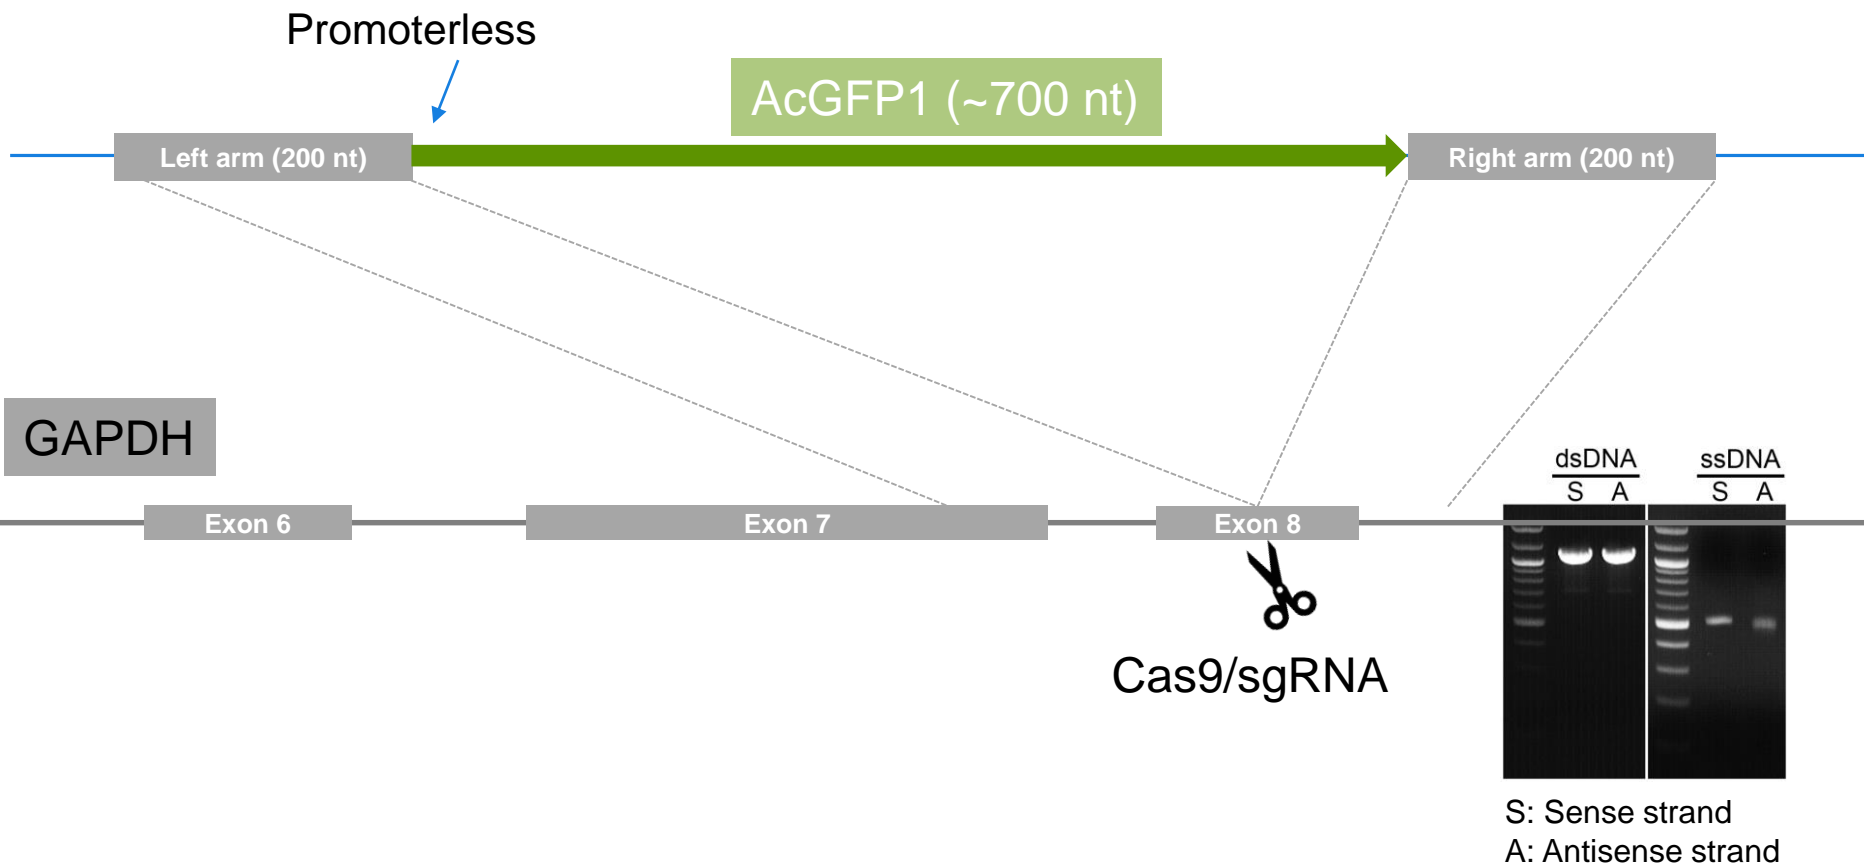 Promoterless
AcGFP1 (~700 nt)
Left arm (200 nt)
Right arm (200 nt)
GAPDH
Exon 6
Exon 7
Exon 8
Cas9/sgRNA
dsDNA
S A
ssDNA
S A
S: Sense strand
A: Antisense strand